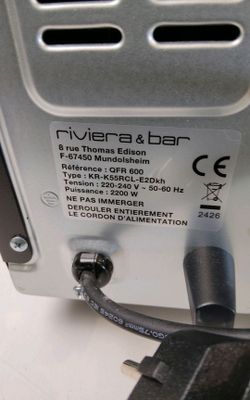 riviera & bar
8 rue Thomas Edison
F-67450 Mundolsheim
Référence : QFR 600
Type : KR-K55RCL-E2Dkh
Tension : 220-240 V ~ 50-60 Hz
Puissance : 2200 W
NE PAS IMMERGER
DEROULER ENTIEREMENT
LE CORDON D'ALIMENTATION
CE
2426